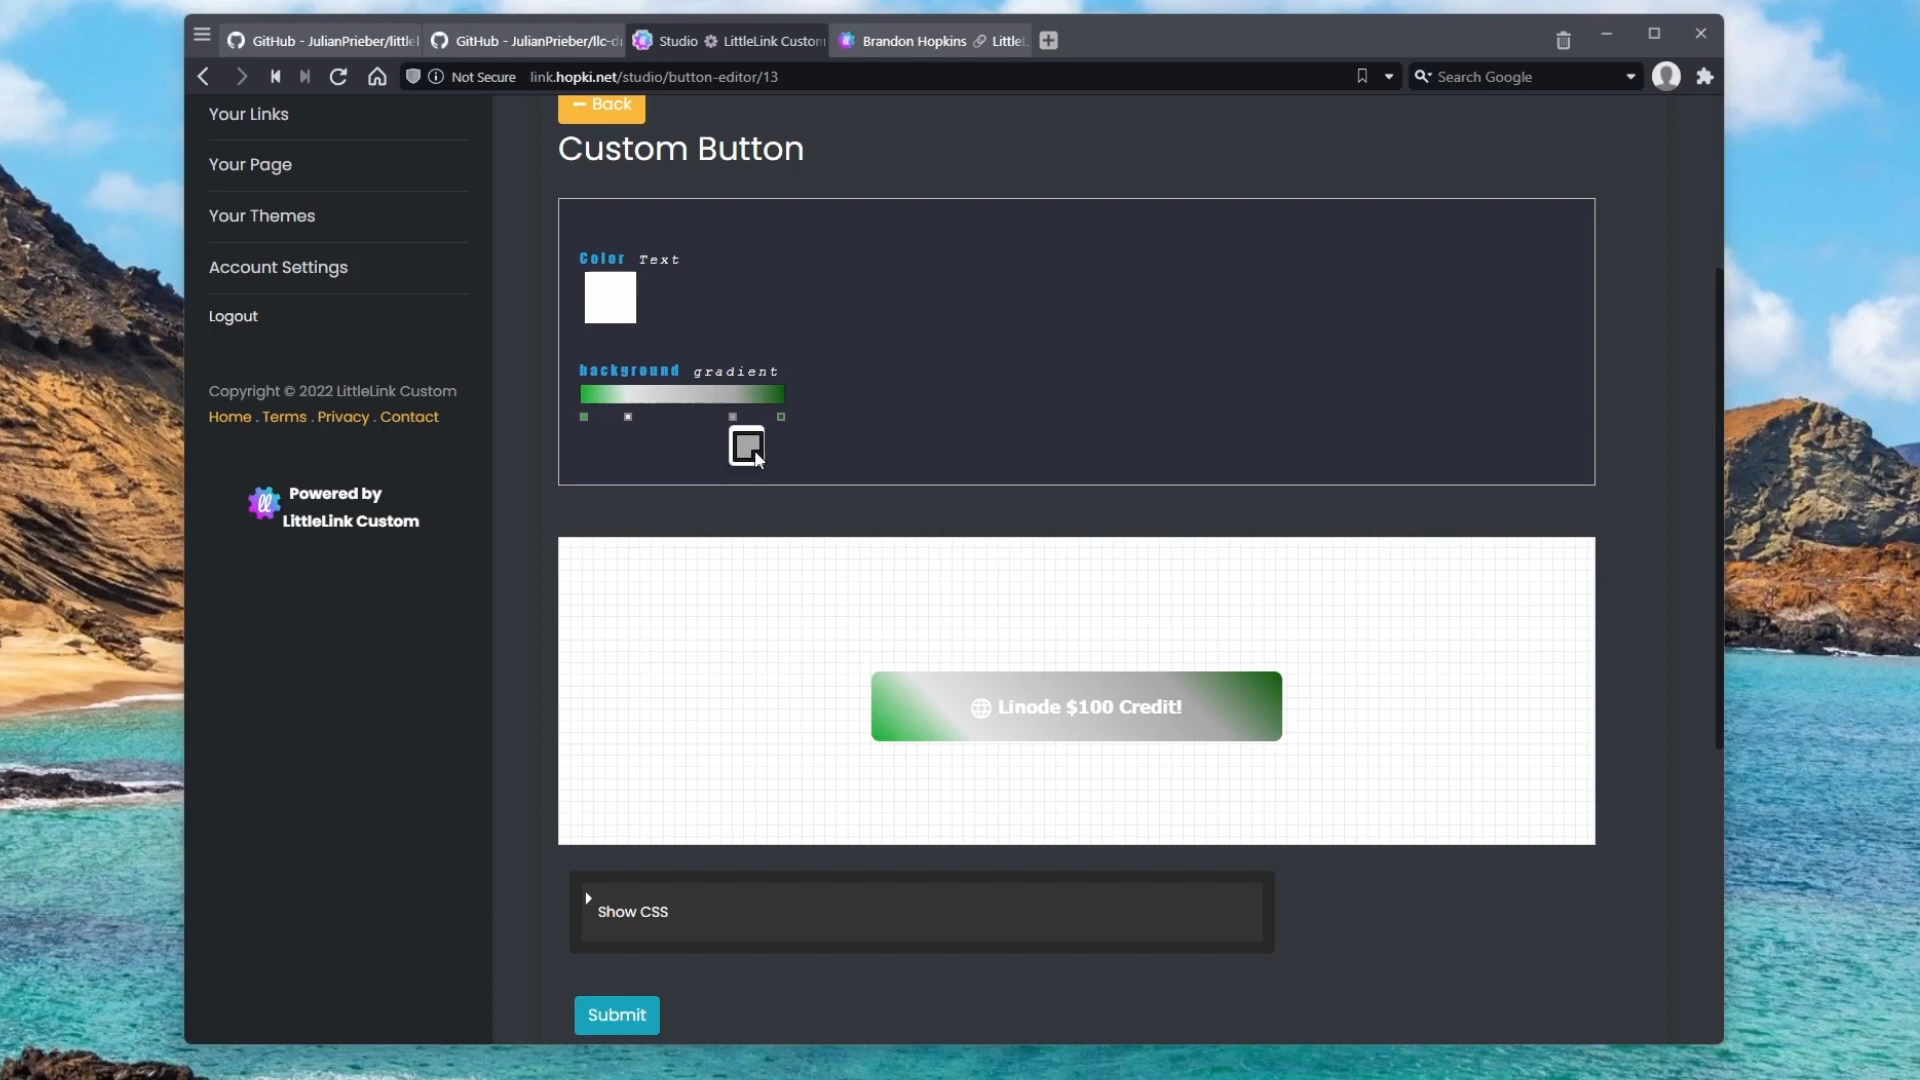 GitHub - JulianPrieber/littlel
GitHub - JulianPrieber/llc-d
Studio LittleLink Custom
Brandon Hopkins LittleL
Not Secure link.hopki.net/studio/button-editor/13
Search Google
Your Links
Your Page
Your Themes
Account Settings
Logout
Copyright © 2022 LittleLink Custom
Home . Terms . Privacy . Contact
Powered by
LittleLink Custom
Back
Custom Button
Color Text
background gradient
Linode $100 Credit!
Show CSS
Submit